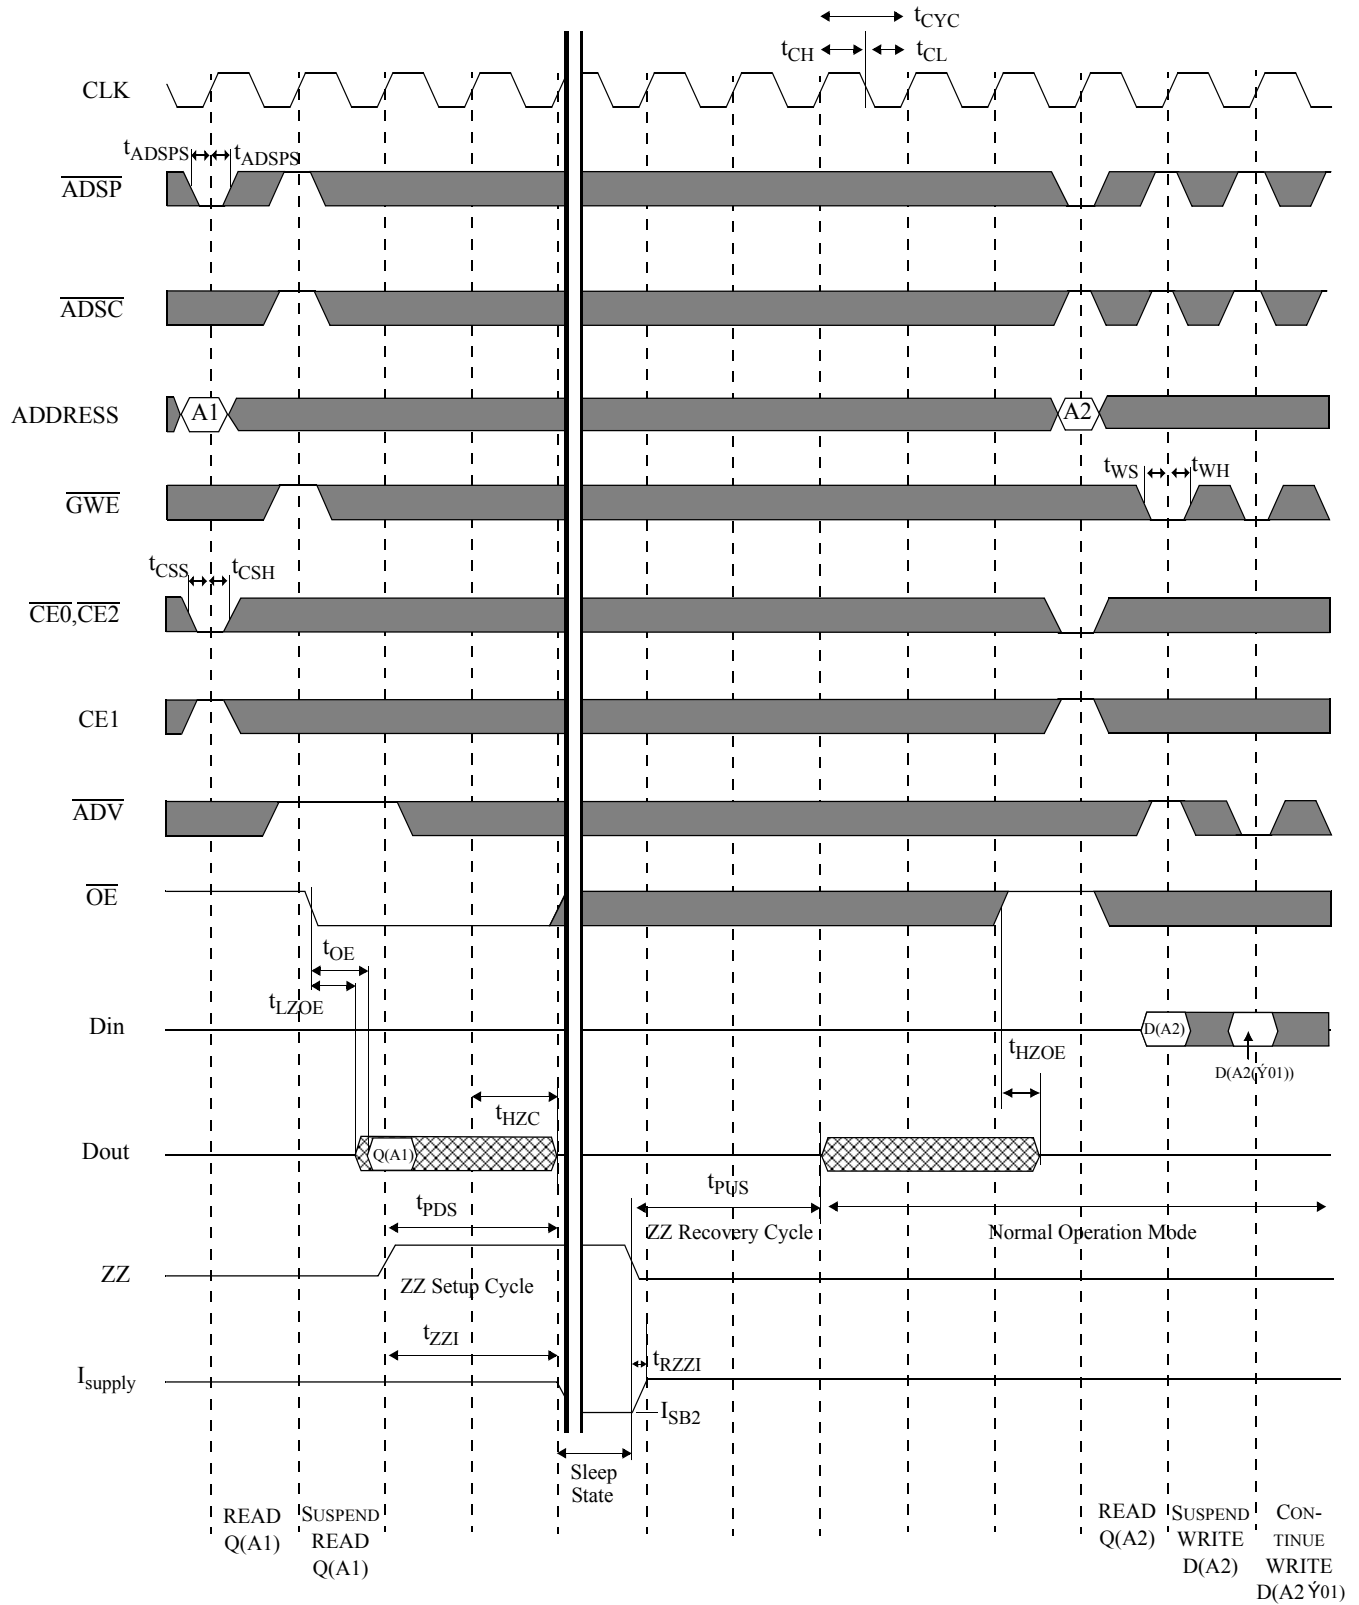 tCYC
tCH
tCL
CLK
tADSPS
tADSPS
ADSP
ADSC
ADDRESS
A1
A2
tWS
tWH
GWE
tCSS
tCSH
CE0,CE2
CE1
ADV
OE
tOE
tLZOE
Din
D(A2)
tHZOE
D(A2(Ý01))
tHZC
Dout
Q(A1)
tPUS
tPDS
ZZ Recovery Cycle
Normal Operation Mode
ZZ
ZZ Setup Cycle
tZZI
tRZZI
Isupply
ISB2
Sleep
State
READ
Q(A1)
SUSPEND
READ
Q(A1)
READ
Q(A2)
SUSPEND
WRITE
D(A2)
CON-
TINUE
WRITE
D(A2Ý01)